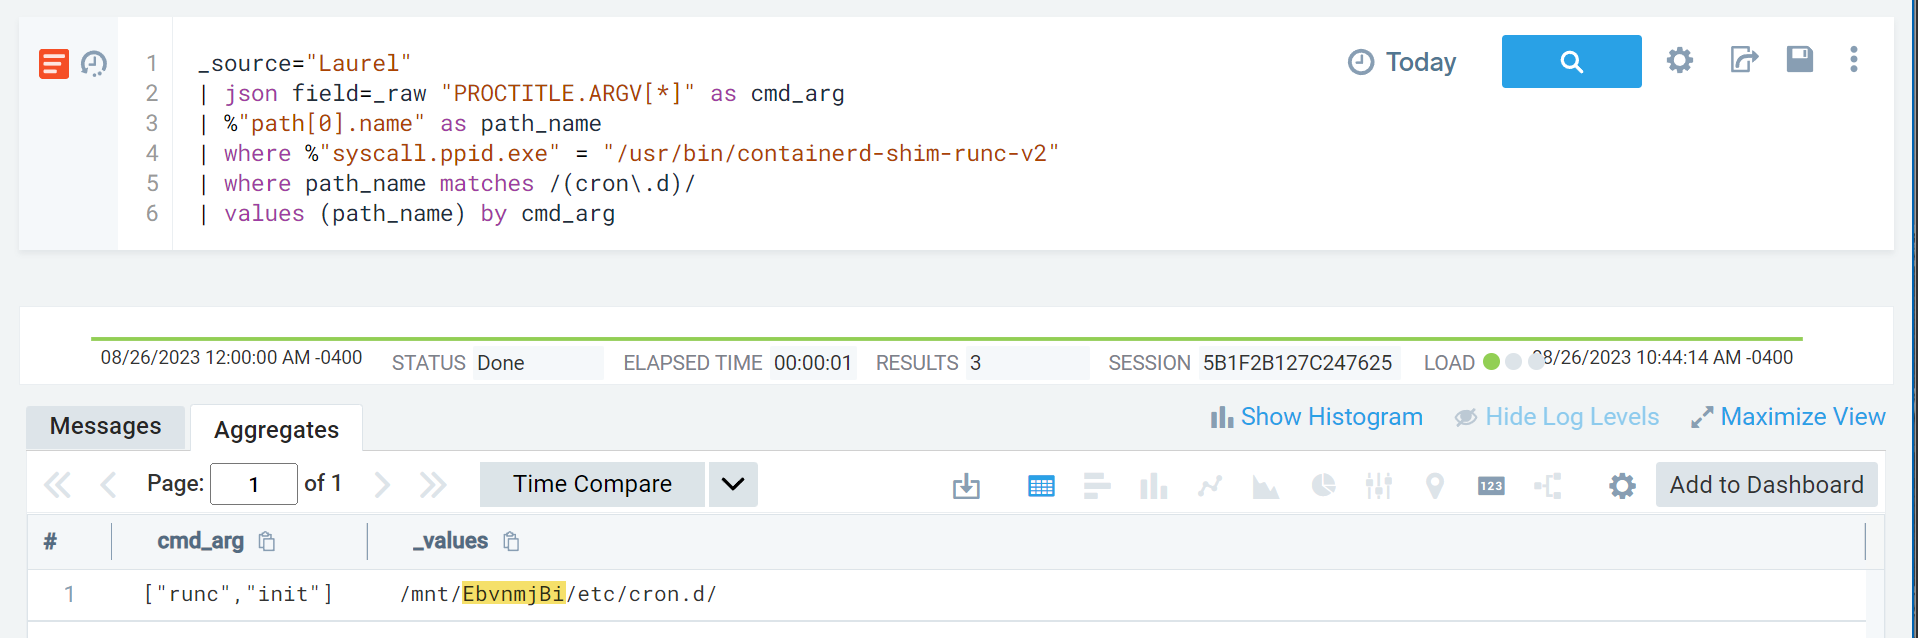 1 _source="Laurel"
2 | json field=_raw "PROCTITLE.ARGV[*]" as cmd_arg
3 | %"path[0].name" as path_name
4 | where %"syscall.ppid.exe" = "/usr/bin/containerd-shim-runc-v2"
5 | where path_name matches /(cron\.d)/
6 | values (path_name) by cmd_arg
Today
08/26/2023 12:00:00 AM -0400 STATUS Done ELAPSED TIME 00:00:01 RESULTS 3 SESSION 5B1F2B127C247625 LOAD 08/26/2023 10:44:14 AM -0400
Messages Aggregates Show Histogram Hide Log Levels Maximize View
Page: 1 of 1 Time Compare 123 Add to Dashboard
# cmd_arg _values
1 ["runc","init"] /mnt/EbvnmjBi/etc/cron.d/